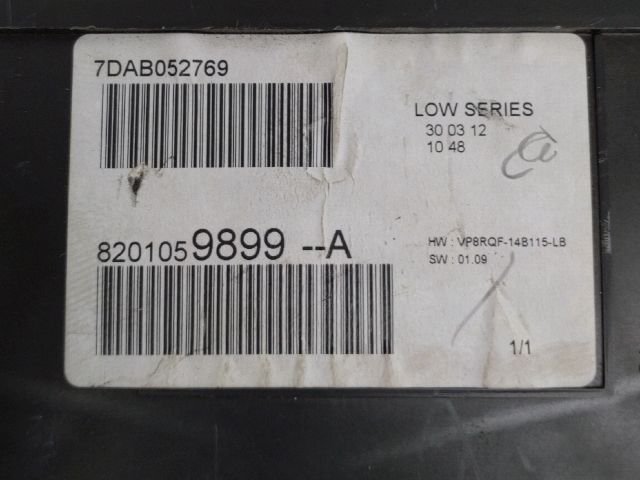 7DAB052769
LOW SERIES
30 03 12
10 48
a
8201059899 --A
HW : VP8RQF-14B115-LB
SW : 01.09
1/1